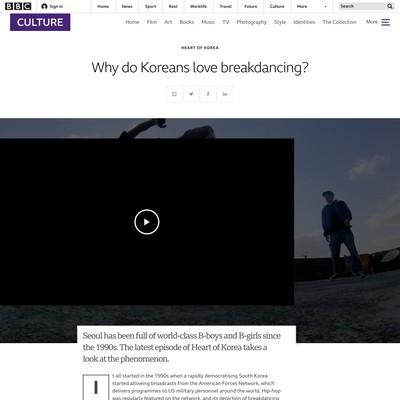 BBC Sign in Home News Sport Reel Worklife Travel Future Culture More Search
CULTURE Home Film Art Books TV Photography Style Identities The Collection More
HEART OF KOREA
Why do Koreans love breakdancing?
Seoul has been full of world-class B-boys and B-girls since
the 1990s. The latest episode of Heart of Korea takes a
look at the phenomenon.
I t all started in the 1990s when a rapidly democratising South Korea
started allowing broadcasts from the American Forces Network, which
delivers programmes to US military personnel around the world. Hip-hop
was regularly featured on the network, and its depiction of breakdancing